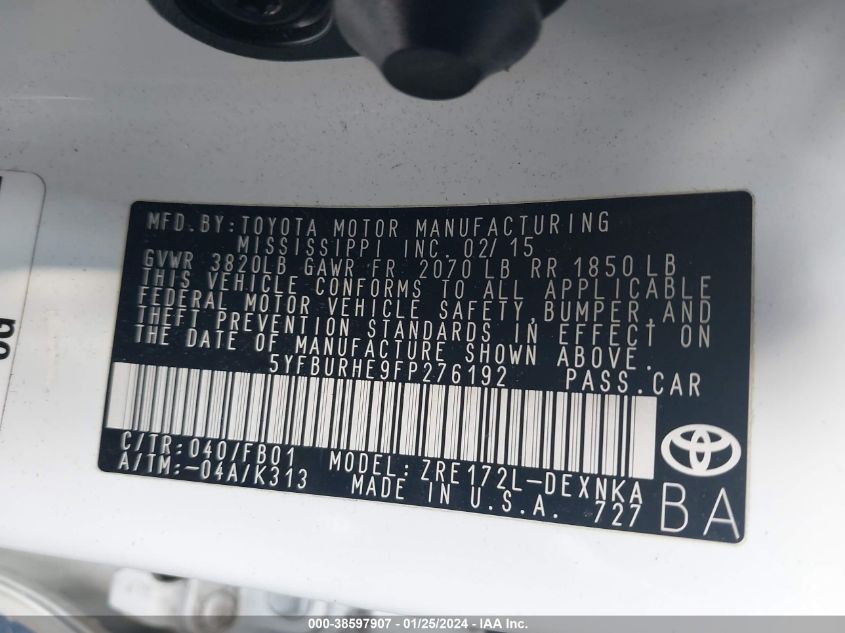 MFD. BY: TOYOTA MOTOR MANUFACTURING
MISSISSIPPI INC. 02/15
GVWR 3820LB GAWR FR 2070 LB RR 1850 LB
THIS VEHICLE CONFORMS TO ALL APPLICABLE
FEDERAL MOTOR VEHICLE SAFETY, BUMPER, AND
THEFT PREVENTION STANDARDS IN EFFECT ON
THE DATE OF MANUFACTURE SHOWN ABOVE.
5YFBURHE9FP276192 PASS. CAR
C/TR: 040/FB01 MODEL: ZRE172L-DEXNKA
A/TM: -04A/K313 MADE IN U.S.A. 727
BA
000-38597907 - 01/25/2024 - IAA Inc.